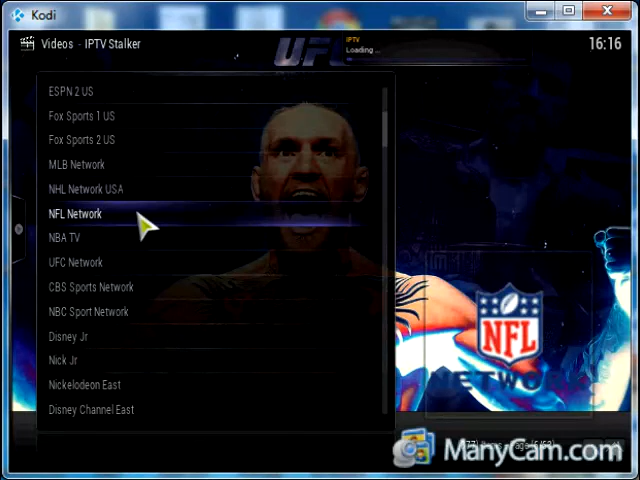 Kodi
Videos - IPTV Stalker
UFC
IPTV
Loading ...
16:16
ESPN 2 US
Fox Sports 1 US
Fox Sports 2 US
MLB Network
NHL Network USA
NFL Network
NBA TV
UFC Network
CBS Sports Network
NBC Sport Network
Disney Jr
Nick Jr
Nickelodeon East
Disney Channel East
NFL
NETWORK
ManyCam.com